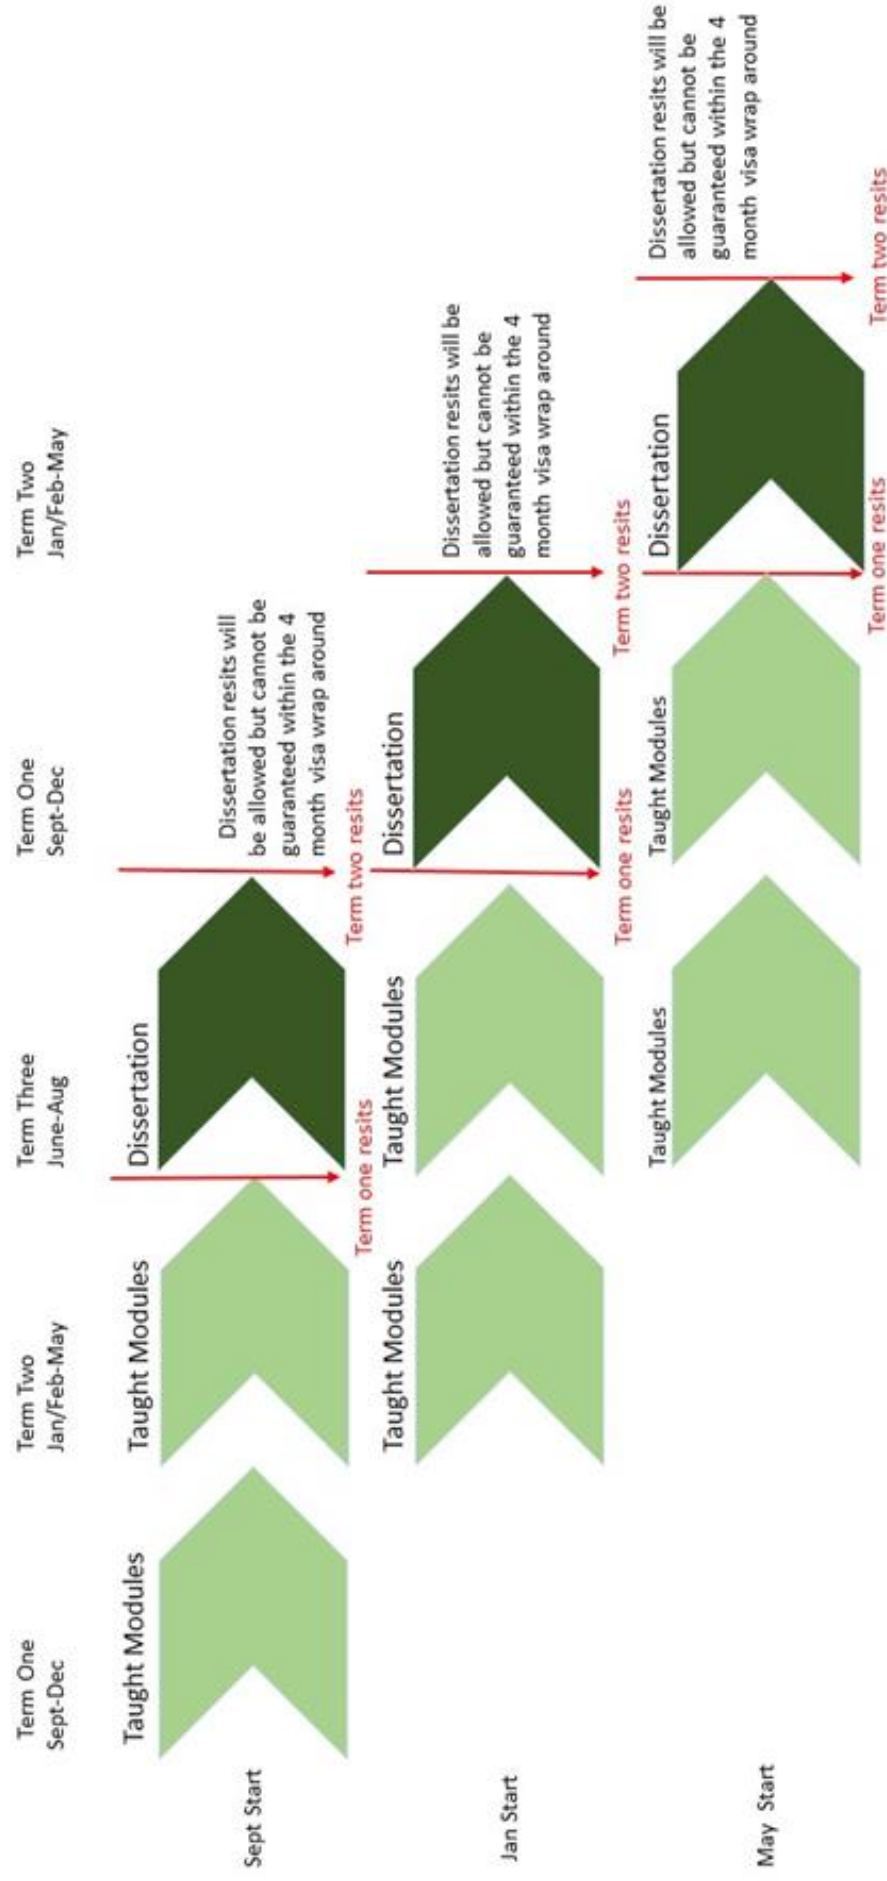 Term One
Sept-Dec
Term Two
Jan/Feb-May
Term Three
June-Aug
Term One
Sept-Dec
Term Two
Jan/Feb-May
Sept Start
Taught Modules
Taught Modules
Dissertation
Dissertation resits will
be allowed but cannot be
guaranteed within the 4
month visa wrap around
Term one resits
Term two resits
Jan Start
Taught Modules
Taught Modules
Dissertation
Dissertation resits will be
allowed but cannot be
guaranteed within the 4
month visa wrap around
Term one resits
Term two resits
May Start
Taught Modules
Taught Modules
Dissertation
Dissertation resits will be
allowed but cannot be
guaranteed within the 4
month visa wrap around
Term one resits
Term two resits